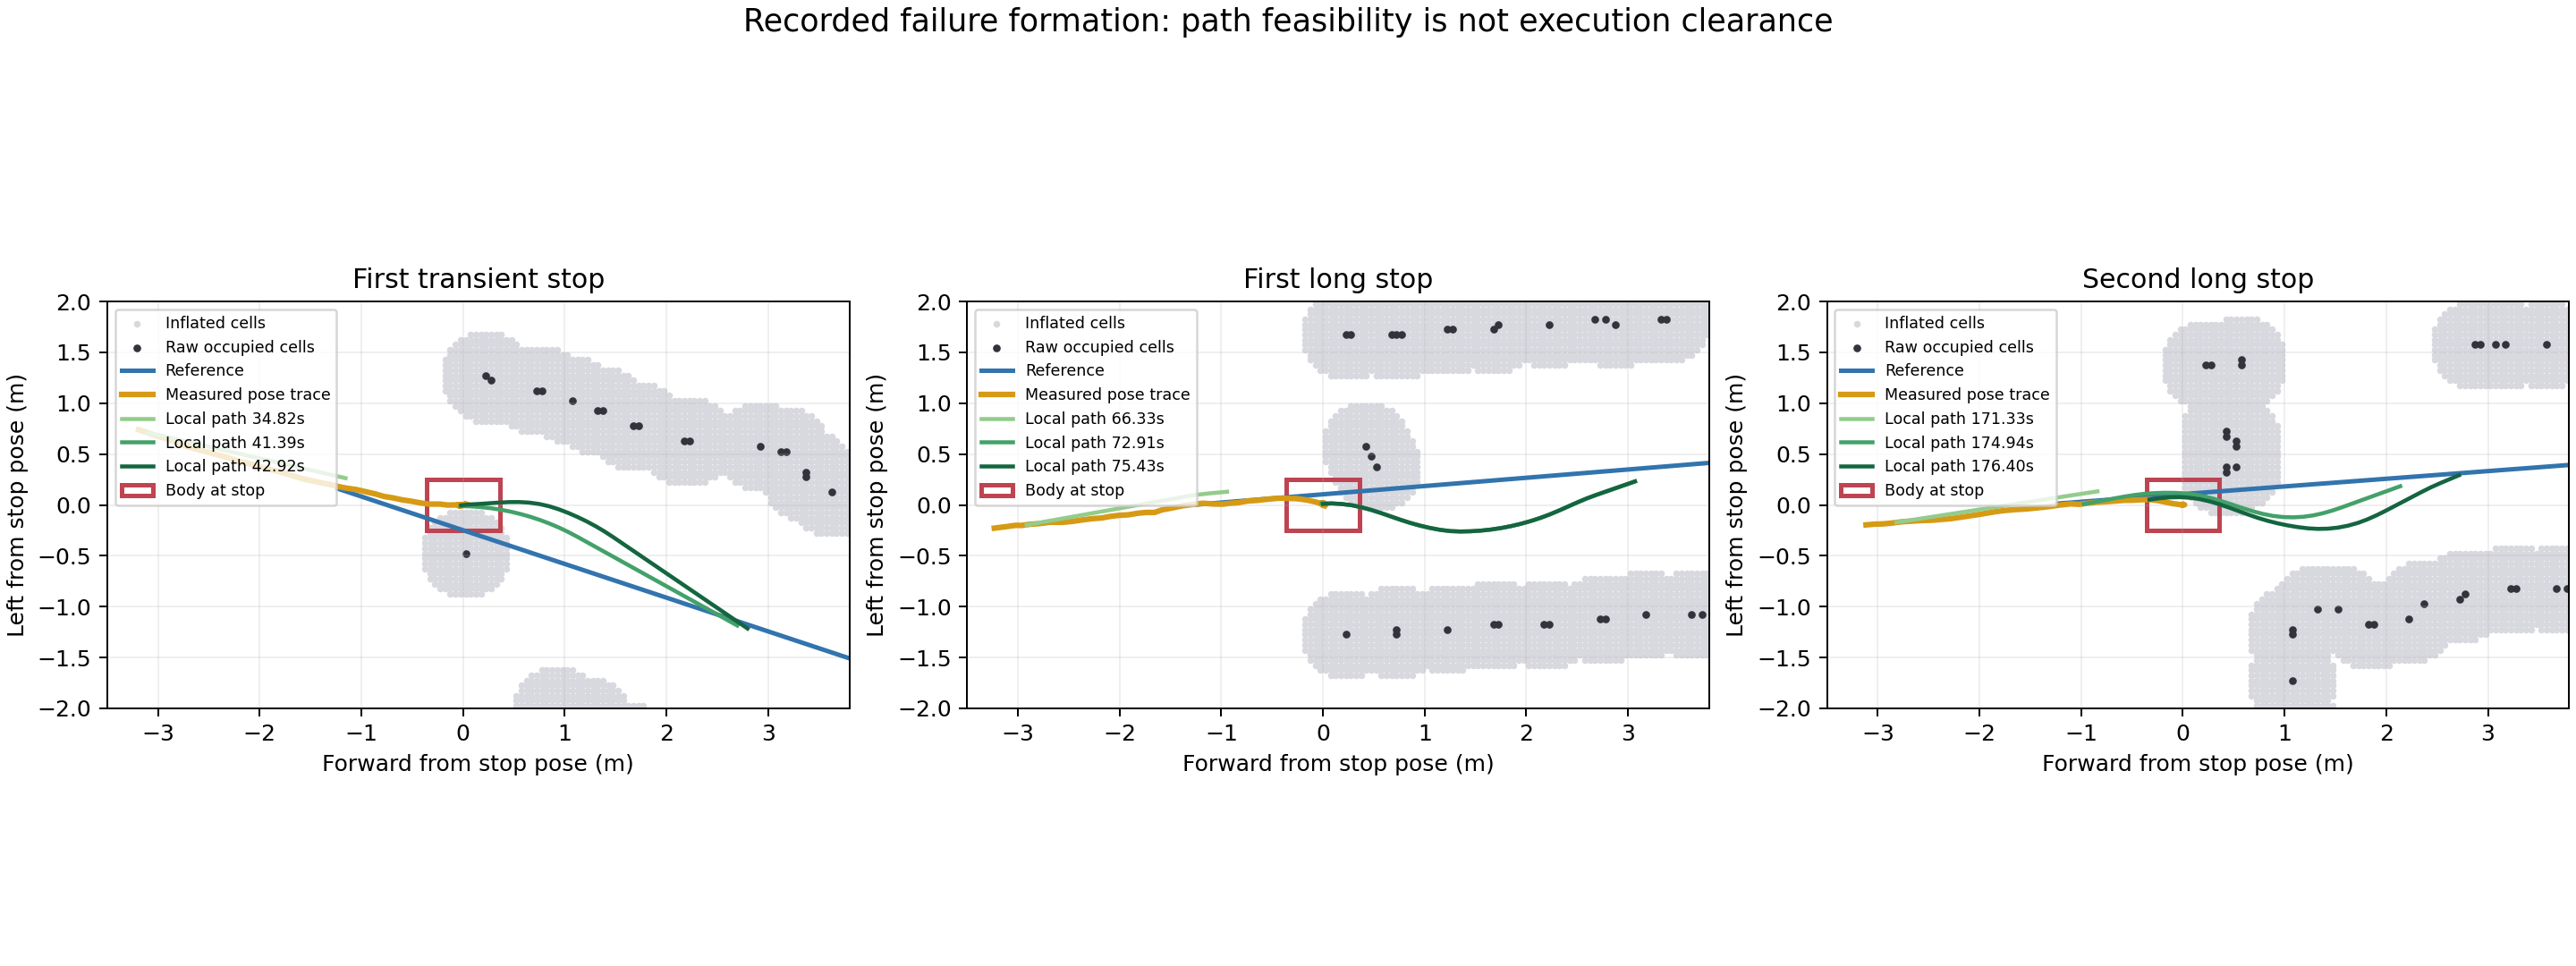 Recorded failure formation: path feasibility is not execution clearance
First transient stop
2.0
1.5
1.0
0.5
0.0
−0.5
−1.0
−1.5
−2.0
Left from stop pose (m)
Inflated cells
Raw occupied cells
Reference
Measured pose trace
Local path 34.82s
Local path 41.39s
Local path 42.92s
Body at stop
−3 −2 −1 0 1 2 3
Forward from stop pose (m)
First long stop
2.0
1.5
1.0
0.5
0.0
−0.5
−1.0
−1.5
−2.0
Left from stop pose (m)
Inflated cells
Raw occupied cells
Reference
Measured pose trace
Local path 66.33s
Local path 72.91s
Local path 75.43s
Body at stop
−3 −2 −1 0 1 2 3
Forward from stop pose (m)
Second long stop
2.0
1.5
1.0
0.5
0.0
−0.5
−1.0
−1.5
−2.0
Left from stop pose (m)
Inflated cells
Raw occupied cells
Reference
Measured pose trace
Local path 171.33s
Local path 174.94s
Local path 176.40s
Body at stop
−3 −2 −1 0 1 2 3
Forward from stop pose (m)